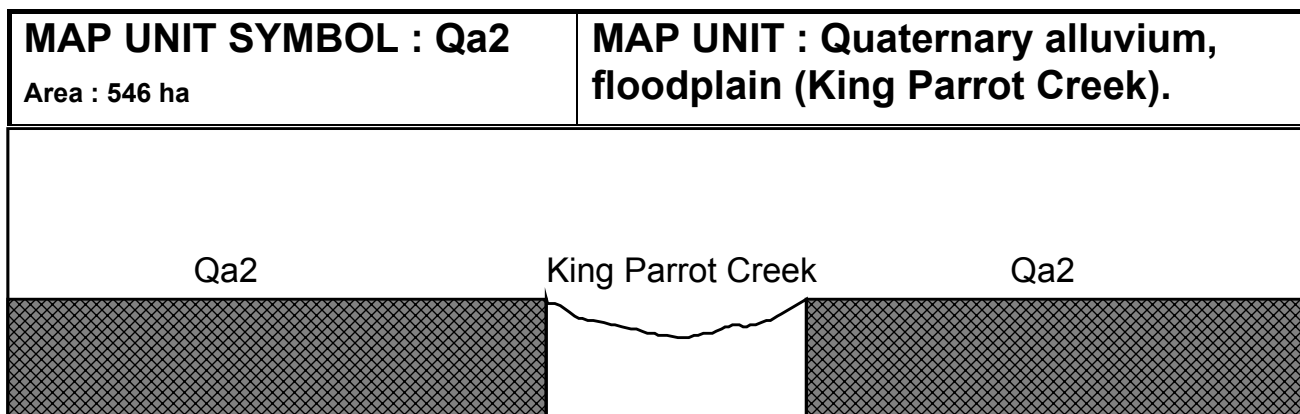 MAP UNIT SYMBOL : Qa2
Area : 546 ha
MAP UNIT : Quaternary alluvium,
floodplain (King Parrot Creek).
Qa2
King Parrot Creek
Qa2